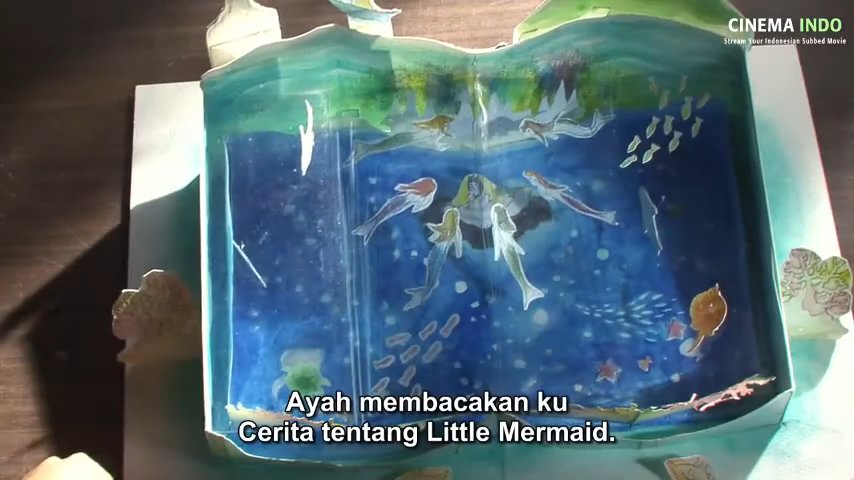 CINEMA INDO
Stream Your Indonesian Subbed Movie
Ayah membacakan ku
Cerita tentang Little Mermaid.